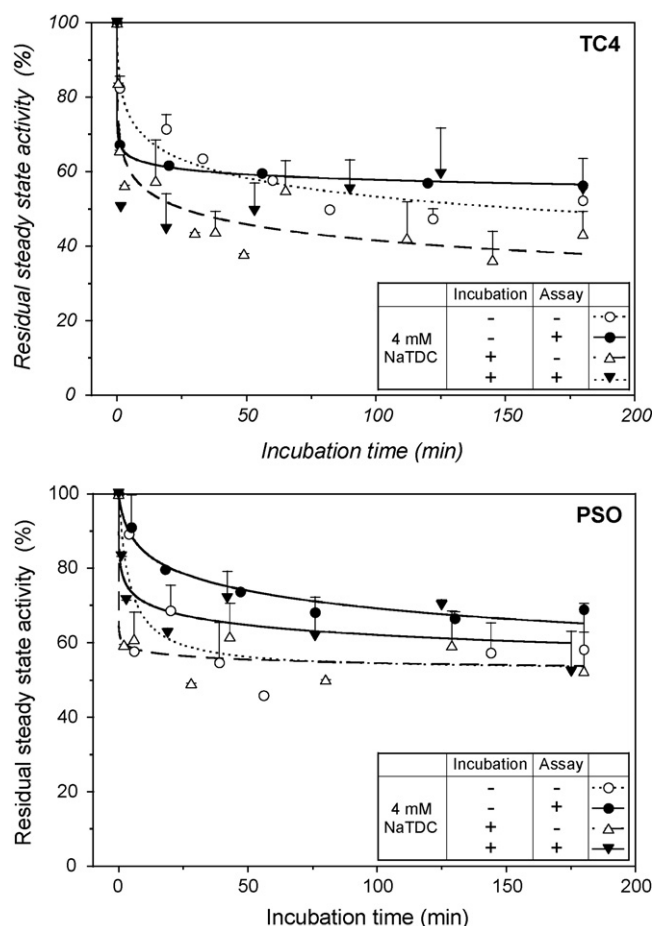 TC4
Residual steady state activity (%)
100
80
60
40
20
0
Incubation Assay
4 mM NaTDC
- -
- +
+ -
+ +
0 50 100 150 200
Incubation time (min)
PSO
Residual steady state activity (%)
100
80
60
40
20
0
Incubation Assay
4 mM NaTDC
- -
- +
+ -
+ +
0 50 100 150 200
Incubation time (min)